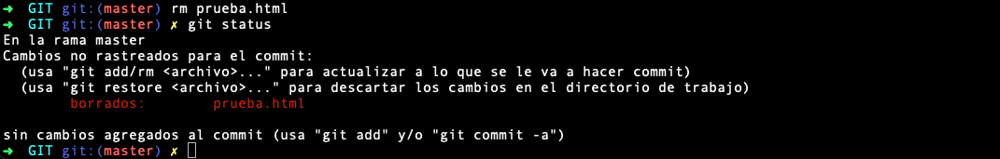 ➜ GIT git:(master) rm prueba.html
➜ GIT git:(master) ✗ git status
En la rama master
Cambios no rastreados para el commit:
  (usa "git add/rm <archivo>..." para actualizar a lo que se le va a hacer commit)
  (usa "git restore <archivo>..." para descartar los cambios en el directorio de trabajo)
        borrados:        prueba.html

sin cambios agregados al commit (usa "git add" y/o "git commit -a")
➜ GIT git:(master) ✗